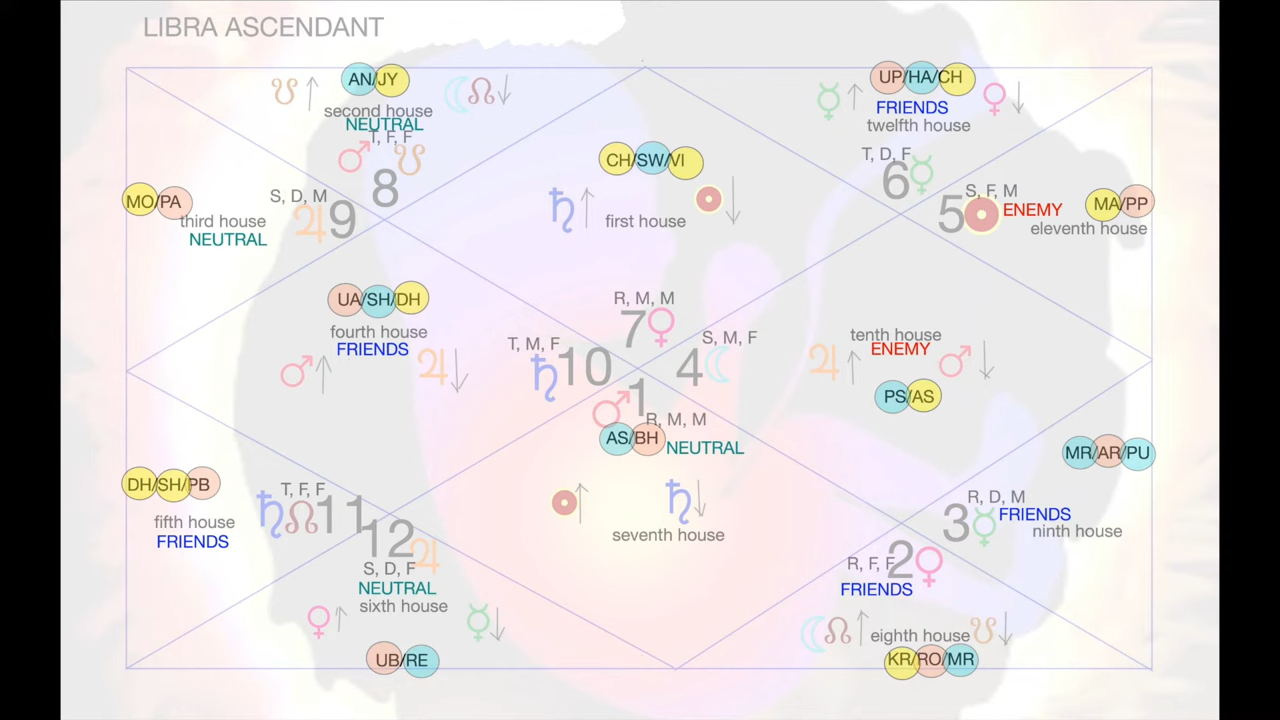 LIBRA ASCENDANT
AN/JY
second house
NEUTRAL
T, F, F
8
UP/HA/CH
FRIENDS
twelfth house
T, D, F
6
CH/SW/VI
first house
MO/PA
third house
NEUTRAL
S, D, M
9
S, F, M
5
ENEMY
MA/PP
eleventh house
UA/SH/DH
fourth house
FRIENDS
T, M, F
10
R, M, M
7
S, M, F
4
tenth house
ENEMY
PS/AS
1
R, M, M
AS/BH
NEUTRAL
seventh house
DH/SH/PB
fifth house
FRIENDS
T, F, F
11
12
S, D, F
NEUTRAL
sixth house
UB/RE
MR/AR/PU
R, D, M
3
FRIENDS
ninth house
R, F, F
2
FRIENDS
eighth house
KR/RO/MR